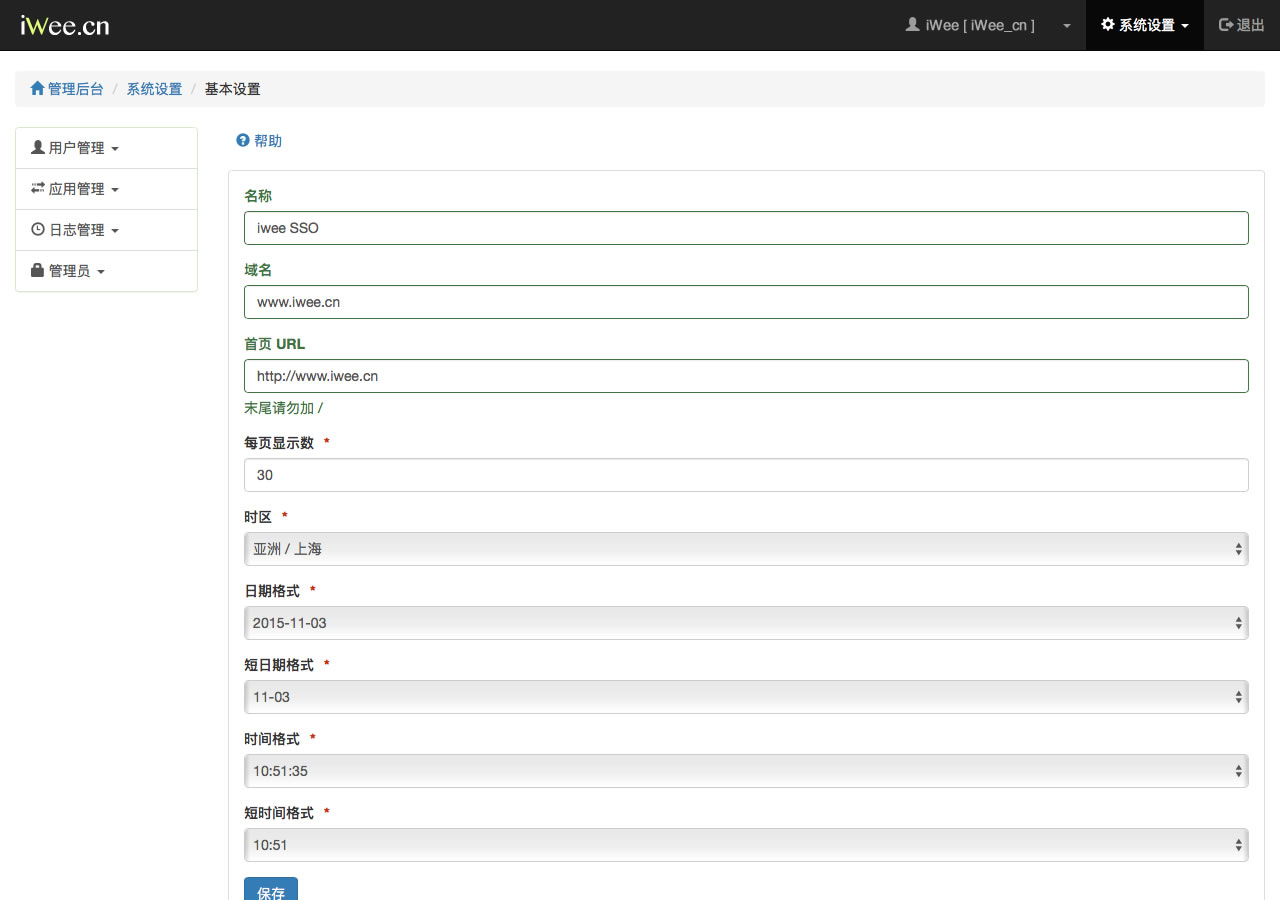 iWee.cn
iWee [ iWee_cn ] 系统设置 退出
管理后台 / 系统设置 / 基本设置
用户管理
应用管理
日志管理
管理员
帮助
名称
iwee SSO
域名
www.iwee.cn
首页 URL
http://www.iwee.cn
末尾请勿加 /
每页显示数 *
30
时区 *
亚洲 / 上海
日期格式 *
2015-11-03
短日期格式 *
11-03
时间格式 *
10:51:35
短时间格式 *
10:51
保存